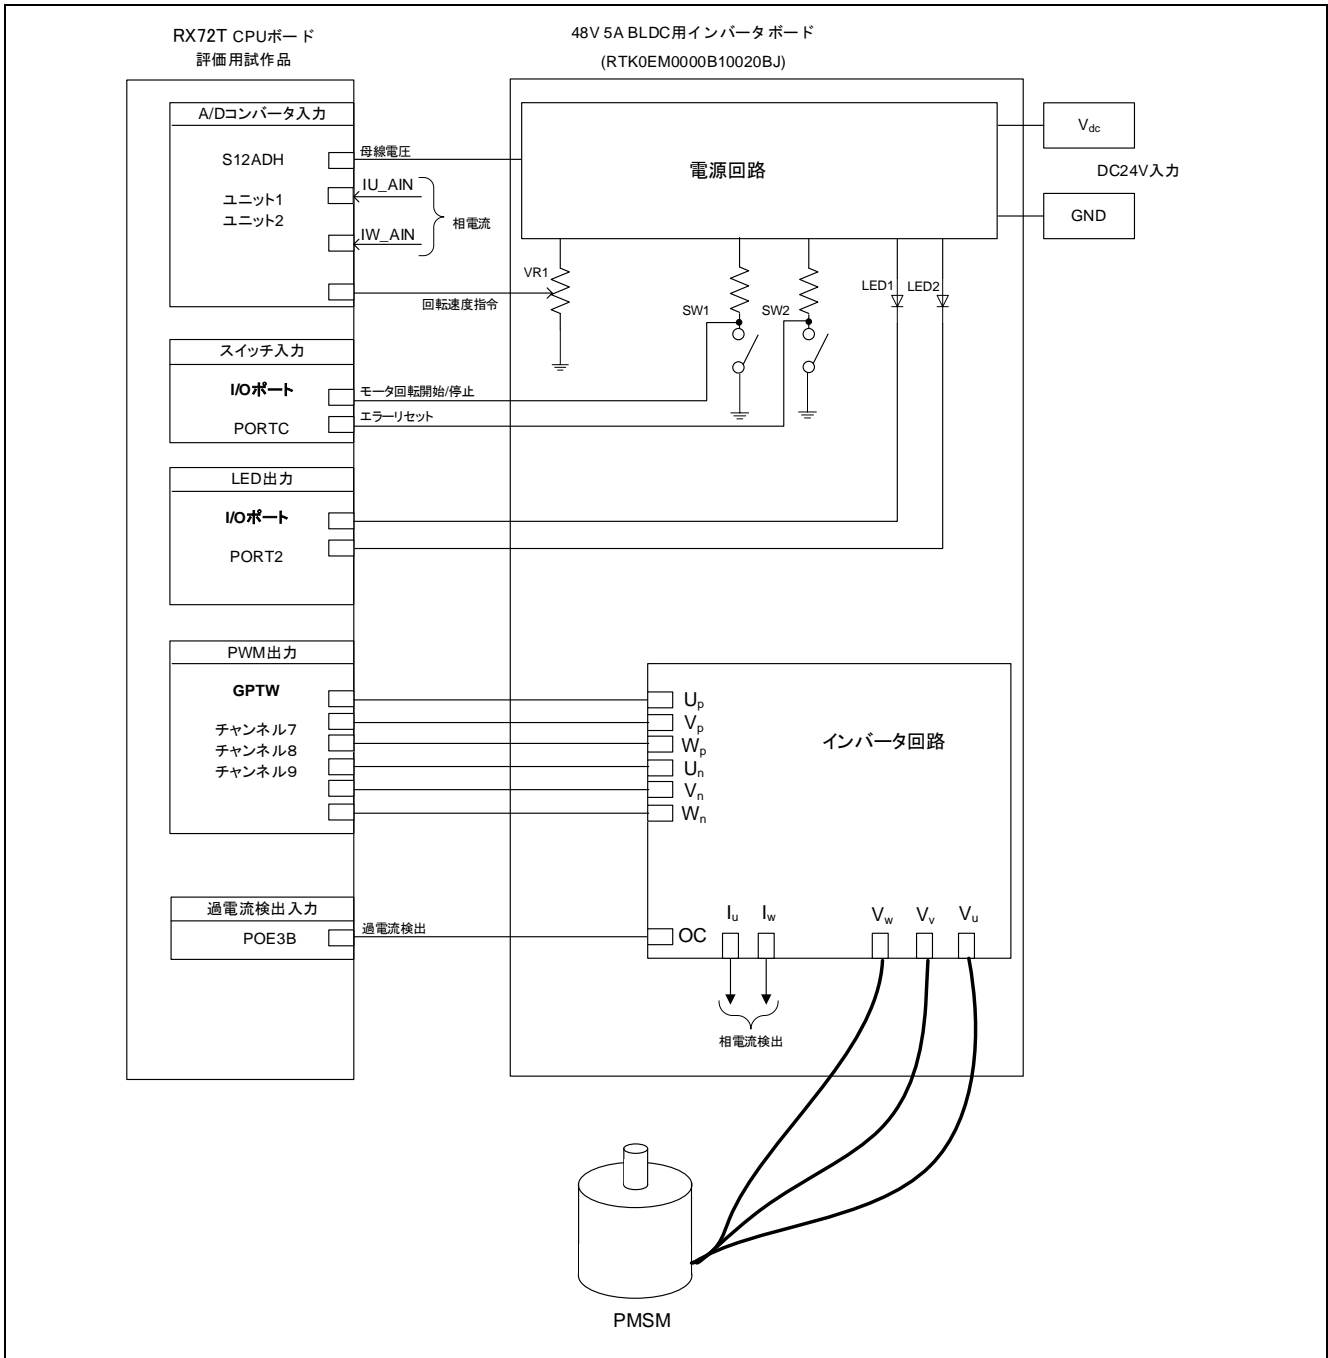 RX72T CPUボード
評価用試作品
48V 5A BLDC用インバータボード
(RTK0EM0000B10020BJ)
A/Dコンバータ入力
S12ADH
ユニット1
ユニット2
母線電圧
IU_AIN
IW_AIN
相電流
回転速度指令
電源回路
Vdc
DC24V入力
GND
VR1
SW1
SW2
LED1
LED2
スイッチ入力
I/Oポート
PORTC
モータ回転開始/停止
エラーリセット
LED出力
I/Oポート
PORT2
PWM出力
GPTW
チャンネル7
チャンネル8
チャンネル9
Up
Vp
Wp
Un
Vn
Wn
インバータ回路
過電流検出入力
POE3B
過電流検出
OC
Iu
Iw
Vw
Vv
Vu
相電流検出
PMSM